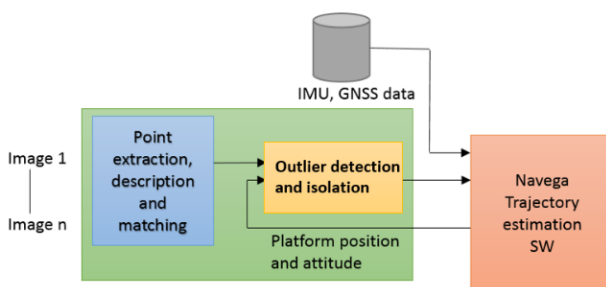 IMU, GNSS data
Point
extraction,
description
and
matching
Image 1
Image n
Outlier detection
and isolation
Platform position
and attitude
Navega
Trajectory
estimation
SW